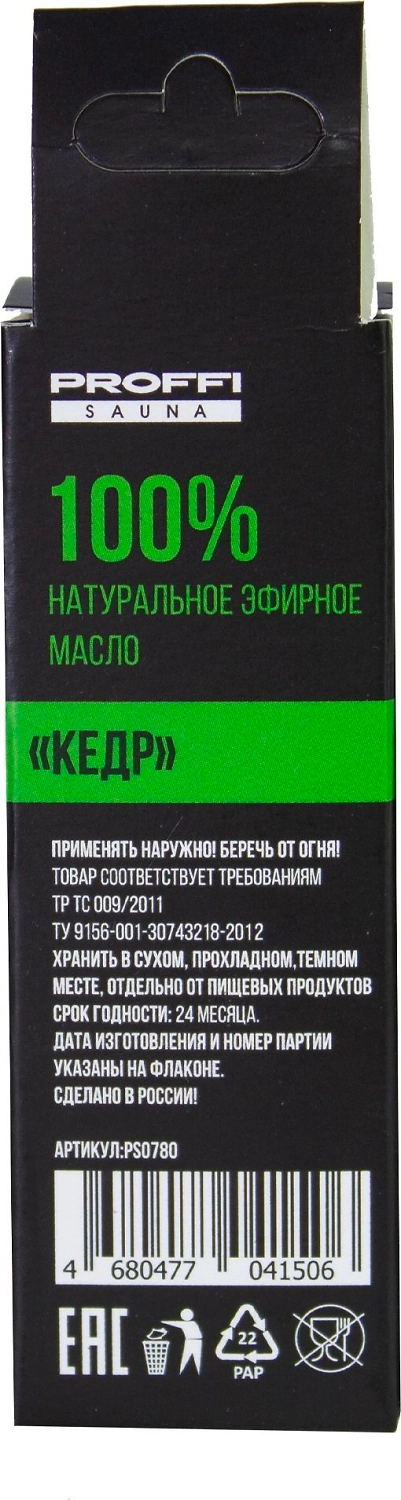 PROFFI
SAUNA
100%
НАТУРАЛЬНОЕ ЭФИРНОЕ
МАСЛО
«КЕДР»
ПРИМЕНЯТЬ НАРУЖНО! БЕРЕЧЬ ОТ ОГНЯ!
ТОВАР СООТВЕТСТВУЕТ ТРЕБОВАНИЯМ
ТР ТС 009/2011
ТУ 9156-001-30743218-2012
ХРАНИТЬ В СУХОМ, ПРОХЛАДНОМ,ТЕМНОМ
МЕСТЕ, ОТДЕЛЬНО ОТ ПИЩЕВЫХ ПРОДУКТОВ
СРОК ГОДНОСТИ: 24 МЕСЯЦА.
ДАТА ИЗГОТОВЛЕНИЯ И НОМЕР ПАРТИИ
УКАЗАНЫ НА ФЛАКОНЕ.
СДЕЛАНО В РОССИИ!
АРТИКУЛ:PS0780
4 680477 041506
EAC
22
PAP